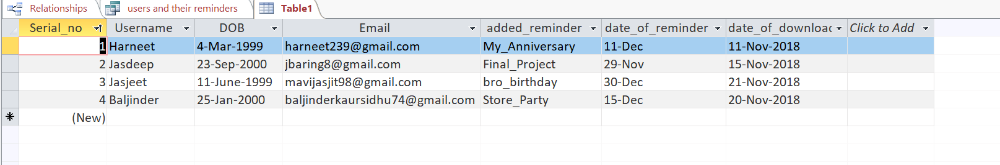 Relationships users and their reminders Table1
Serial_no Username DOB Email added_reminder date_of_reminder date_of_downloac Click to Add
1 Harneet 4-Mar-1999 harneet239@gmail.com My_Anniversary 11-Dec 11-Nov-2018
2 Jasdeep 23-Sep-2000 jbaring8@gmail.com Final_Project 29-Nov 15-Nov-2018
3 Jasjeet 11-June-1999 mavijasjit98@gmail.com bro_birthday 30-Dec 21-Nov-2018
4 Baljinder 25-Jan-2000 baljinderkaursidhu74@gmail.com Store_Party 15-Dec 20-Nov-2018
(New)